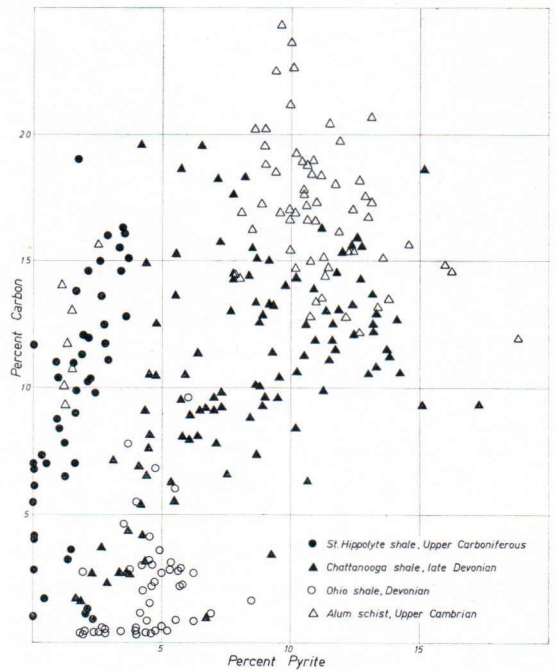 20
15
10
5
Percent Carbon
St. Hippolyte shale, Upper Carboniferous
Chattanooga shale, late Devonian
Ohio shale, Devonian
Alum schist, Upper Cambrian
5
10
15
Percent Pyrite